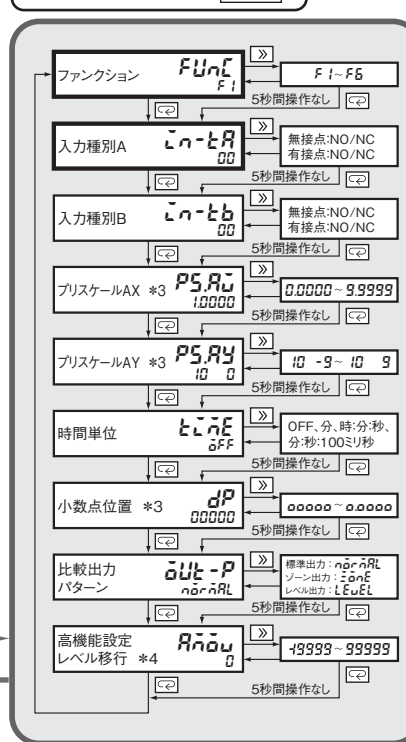 ファンクション FUnC F1
»
F1~F6
5秒間操作なし
入力種別A in-tA 00
»
無接点:NO/NC
有接点:NO/NC
5秒間操作なし
入力種別B in-tb 00
»
無接点:NO/NC
有接点:NO/NC
5秒間操作なし
プリスケールAX *3 PS.AX 1.0000
»
0.0000~9.9999
5秒間操作なし
プリスケールAY *3 PS.AY 10 0
»
10 -9~10 9
5秒間操作なし
時間単位 timE oFF
»
OFF、分、時:分:秒、
分:秒:100ミリ秒
5秒間操作なし
小数点位置 *3 dP 00000
»
00000~0.0000
5秒間操作なし
比較出力
パターン oUt-P normAL
»
標準出力:normAL
ゾーン出力:ZonE
レベル出力:LEVEL
5秒間操作なし
高機能設定
レベル移行 *4 Amov 0
»
-19999~99999
5秒間操作なし